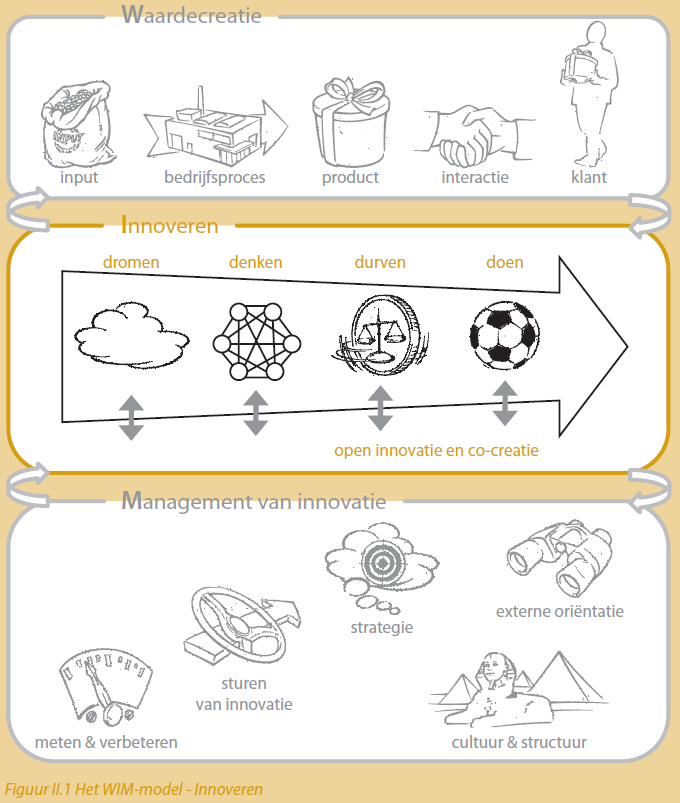 Waardecreatie
INPUT
input
bedrijfsproces
product
interactie
klant
Innoveren
dromen
denken
durven
doen
open innovatie en co-creatie
Management van innovatie
strategie
externe oriëntatie
sturen
van innovatie
meten & verbeteren
cultuur & structuur
Figuur II.1 Het WIM-model - Innoveren